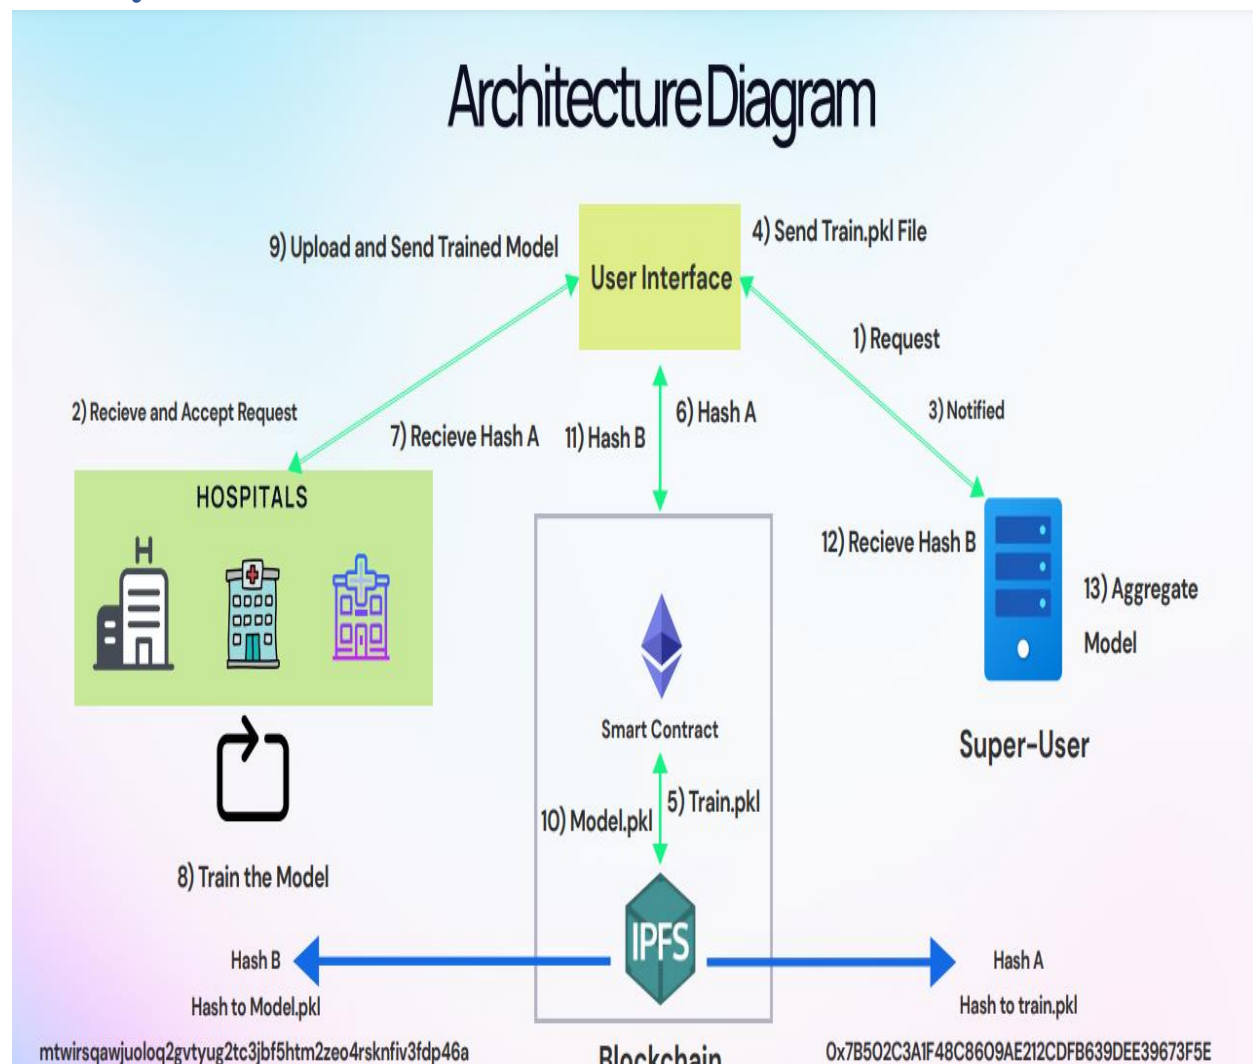 Architecture Diagram
9) Upload and Send Trained Model
4) Send Train.pkl File
User Interface
1) Request
2) Recieve and Accept Request
7) Recieve Hash A
11) Hash B
6) Hash A
3) Notified
HOSPITALS
H
12) Recieve Hash B
13) Aggregate
Model
Smart Contract
Super-User
10) Model.pkl
5) Train.pkl
8) Train the Model
IPFS
Hash B
Hash to Model.pkl
mtwirsqawjuoloq2gvtyug2tc3jbf5htm2zeo4rsknfiv3fdp46a
Hash A
Hash to train.pkl
0x7B502C3A1F48C8609AE212CDFB639DEE39673F5E
Blockchain